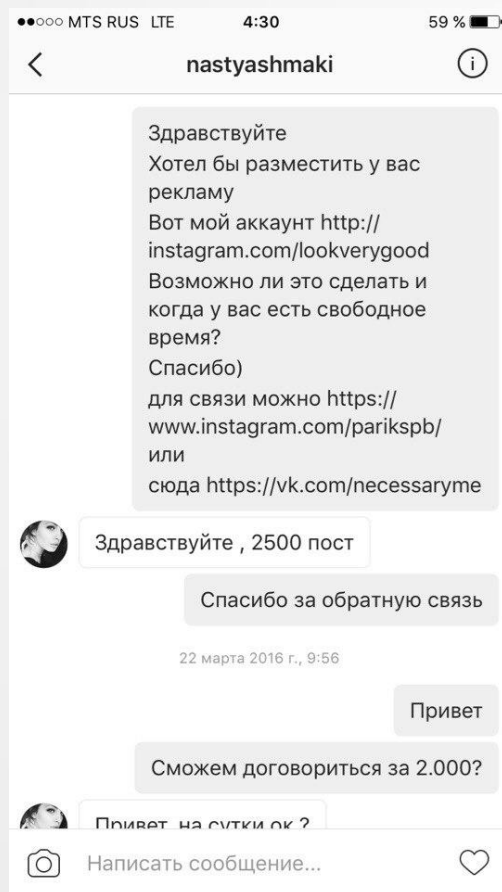 MTS RUS LTE 4:30 59 %
nastyashmaki
Здравствуйте
Хотел бы разместить у вас
рекламу
Вот мой аккаунт http://
instagram.com/lookverygood
Возможно ли это сделать и
когда у вас есть свободное
время?
Спасибо)
для связи можно https://
www.instagram.com/parikspb/
или
сюда https://vk.com/necessaryme
Здравствуйте , 2500 пост
Спасибо за обратную связь
22 марта 2016 г., 9:56
Привет
Сможем договориться за 2.000?
Привет на сутки ок ?
Написать сообщение...